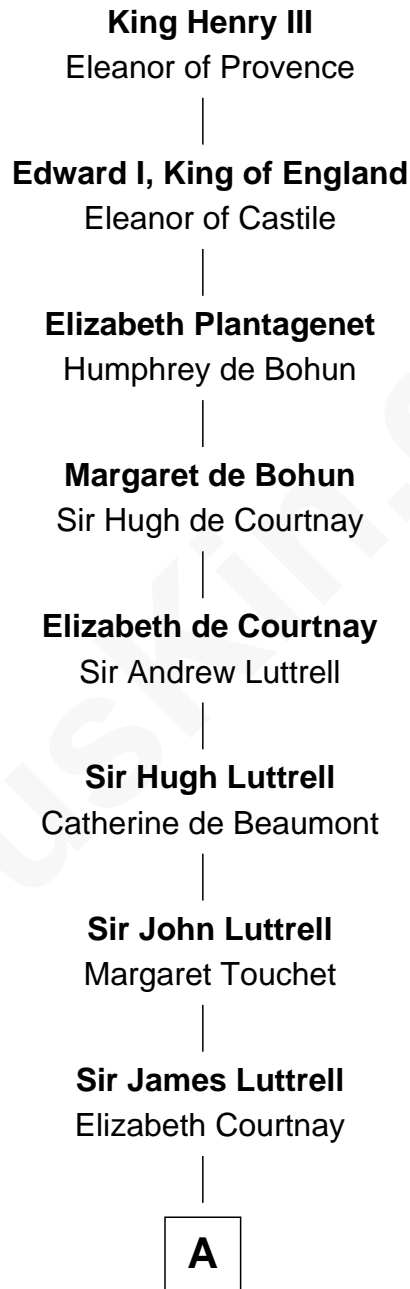 King Henry III
Eleanor of Provence
Edward I, King of England
Eleanor of Castile
Elizabeth Plantagenet
Humphrey de Bohun
Margaret de Bohun
Sir Hugh de Courtnay
Elizabeth de Courtnay
Sir Andrew Luttrell
Sir Hugh Luttrell
Catherine de Beaumont
Sir John Luttrell
Margaret Touchet
Sir James Luttrell
Elizabeth Courtnay
A